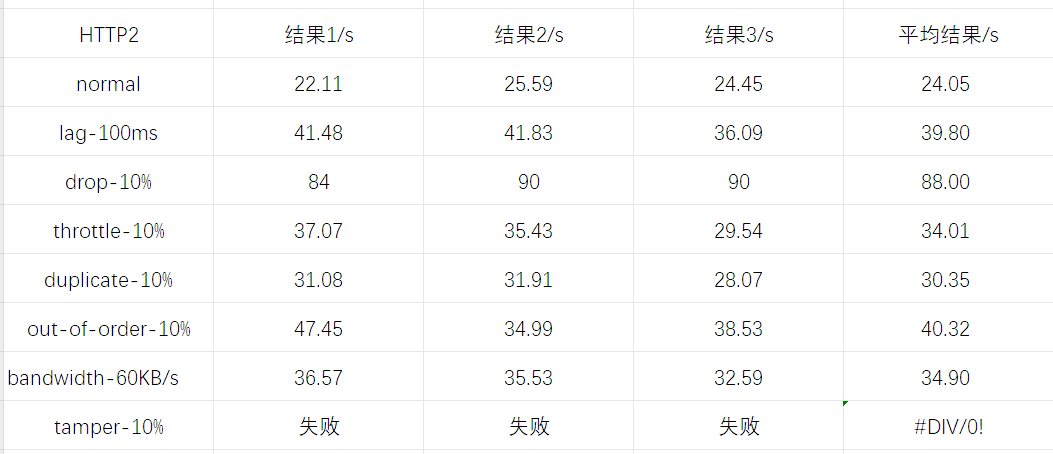 HTTP2 结果1/s 结果2/s 结果3/s 平均结果/s
normal 22.11 25.59 24.45 24.05
lag-100ms 41.48 41.83 36.09 39.80
drop-10% 84 90 90 88.00
throttle-10% 37.07 35.43 29.54 34.01
duplicate-10% 31.08 31.91 28.07 30.35
out-of-order-10% 47.45 34.99 38.53 40.32
bandwidth-60KB/s 36.57 35.53 32.59 34.90
tamper-10% 失败 失败 失败 #DIV/0!